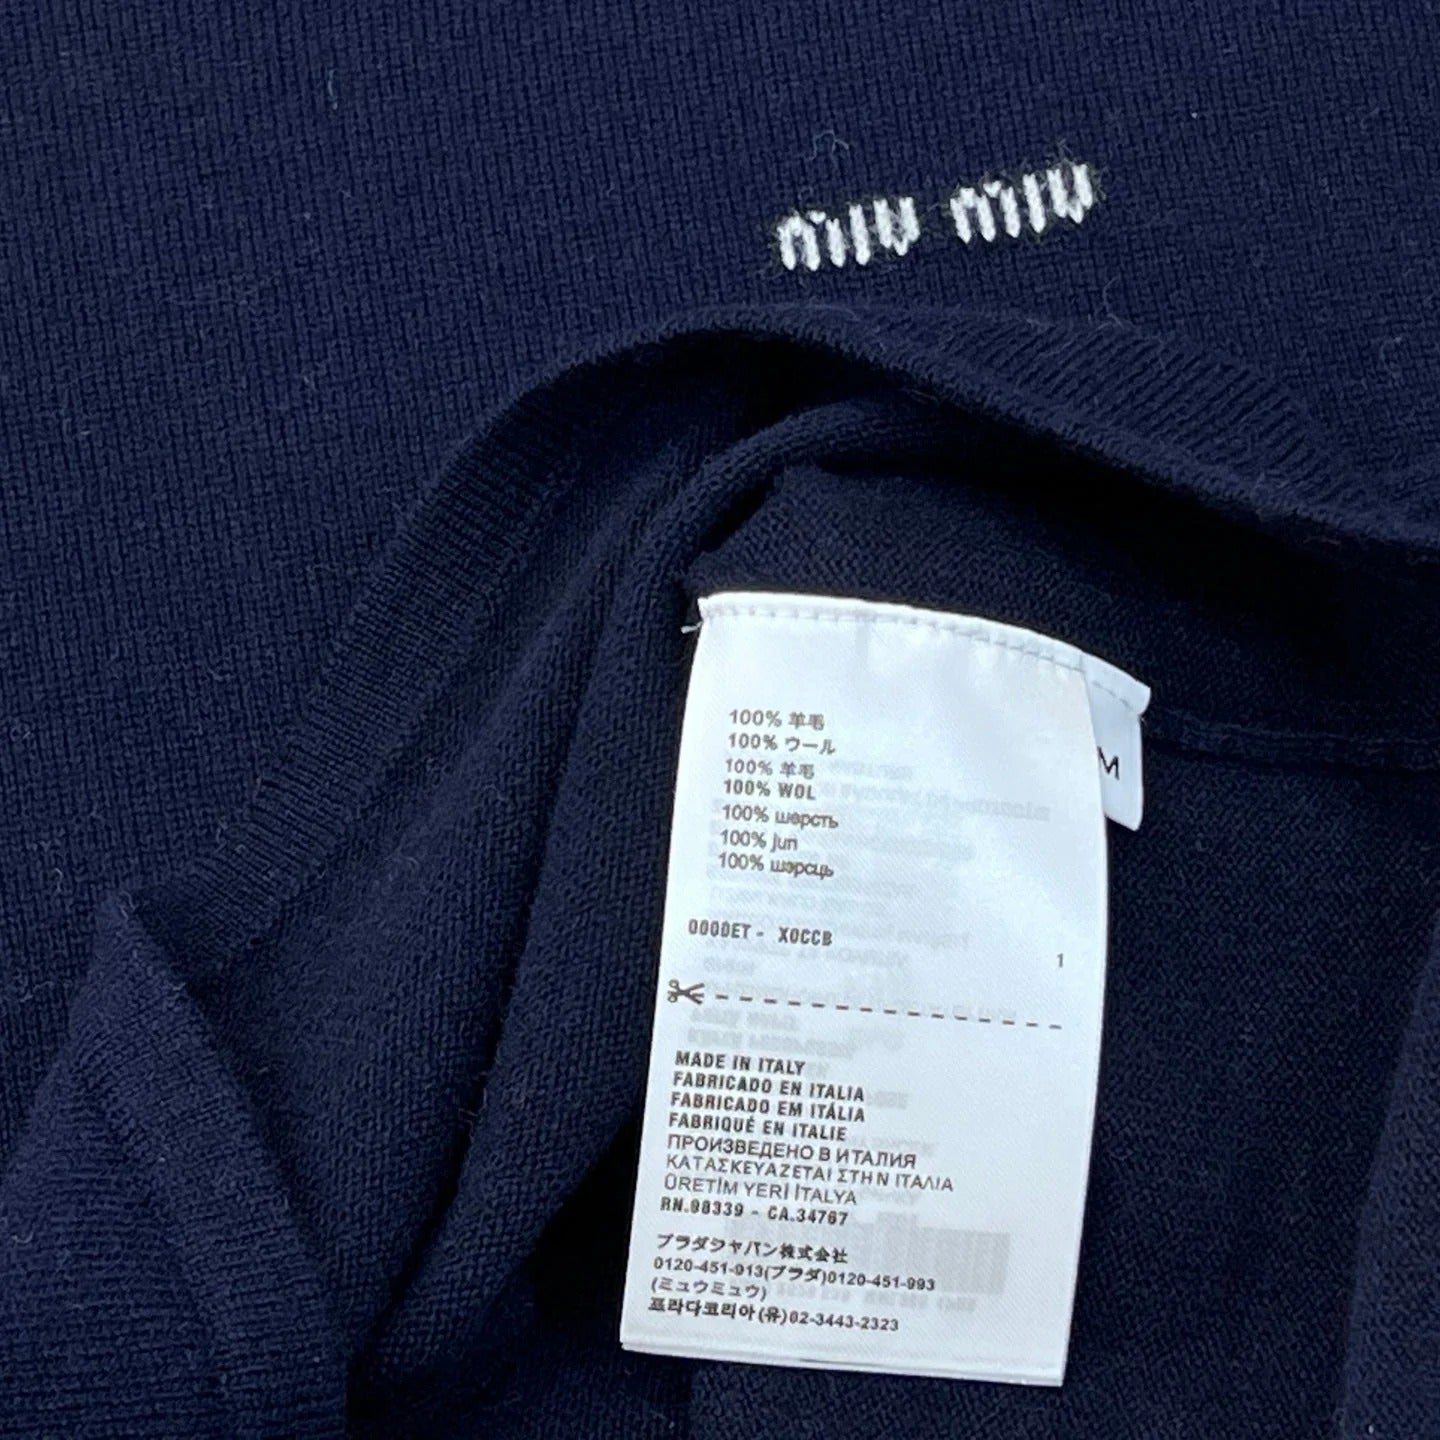 miu miu
M
100% 羊毛
100% ウール
100% 羊毛
100% WOL
100% шерсть
100% jun
100% шэрсць
0000ET - X0CCB
1
MADE IN ITALY
FABRICADO EN ITALIA
FABRICADO EM ITÁLIA
FABRIQUÉ EN ITALIE
ПРОИЗВЕДЕНО В ИТАЛИЯ
ΚΑΤΑΣΚΕΥΑΖΕΤΑΙ ΣΤΗΝ ΙΤΑΛΙΑ
ÜRETİM YERİ İTALYA
RN.98339 - CA.34767
プラダジャパン株式会社
0120-451-913(プラダ)0120-451-993
(ミュウミュウ)
프라다코리아(유)02-3443-2323